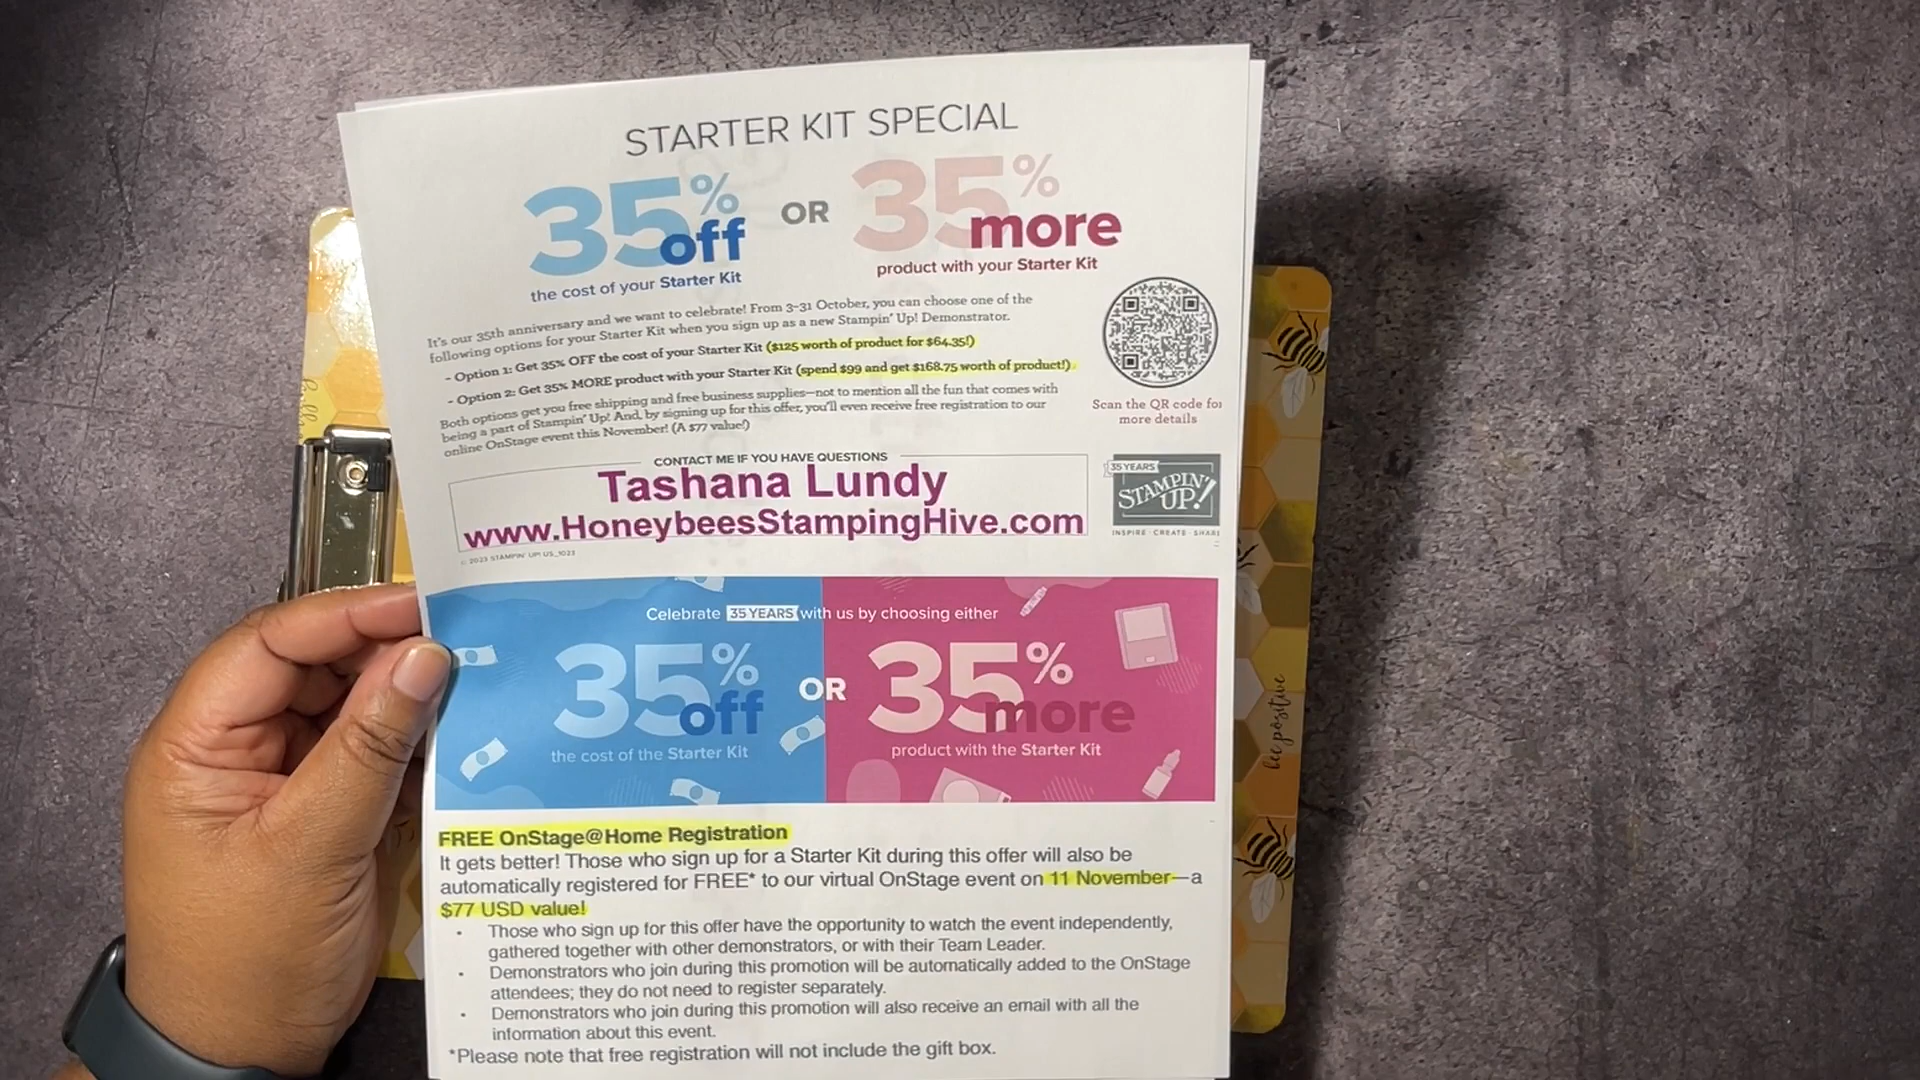 STARTER KIT SPECIAL
35% off OR 35% more
the cost of your Starter Kit
product with your Starter Kit
It's our 35th anniversary and we want to celebrate! From 3–31 October, you can choose one of the
following options for your Starter Kit when you sign up as a new Stampin' Up! Demonstrator.
- Option 1: Get 35% OFF the cost of your Starter Kit ($125 worth of product for $64.35!)
- Option 2: Get 35% MORE product with your Starter Kit (spend $99 and get $168.75 worth of product!)
Both options get you free shipping and free business supplies—not to mention all the fun that comes with
being a part of Stampin' Up! And, by signing up for this offer, you'll even receive free registration to our
online OnStage event this November! (A $77 value!)
Scan the QR code for
more details
CONTACT ME IF YOU HAVE QUESTIONS
Tashana Lundy
www.HoneybeesStampingHive.com
35 YEARS
STAMPIN'
UP!
INSPIRE · CREATE · SHARE
© 2023 STAMPIN' UP! US_1023
Celebrate 35 YEARS with us by choosing either
35% off OR 35% more
the cost of the Starter Kit
product with the Starter Kit
FREE OnStage@Home Registration
It gets better! Those who sign up for a Starter Kit during this offer will also be
automatically registered for FREE* to our virtual OnStage event on 11 November—a
$77 USD value!
• Those who sign up for this offer have the opportunity to watch the event independently,
gathered together with other demonstrators, or with their Team Leader.
• Demonstrators who join during this promotion will be automatically added to the OnStage
attendees; they do not need to register separately.
• Demonstrators who join during this promotion will also receive an email with all the
information about this event.
*Please note that free registration will not include the gift box.
bee positive